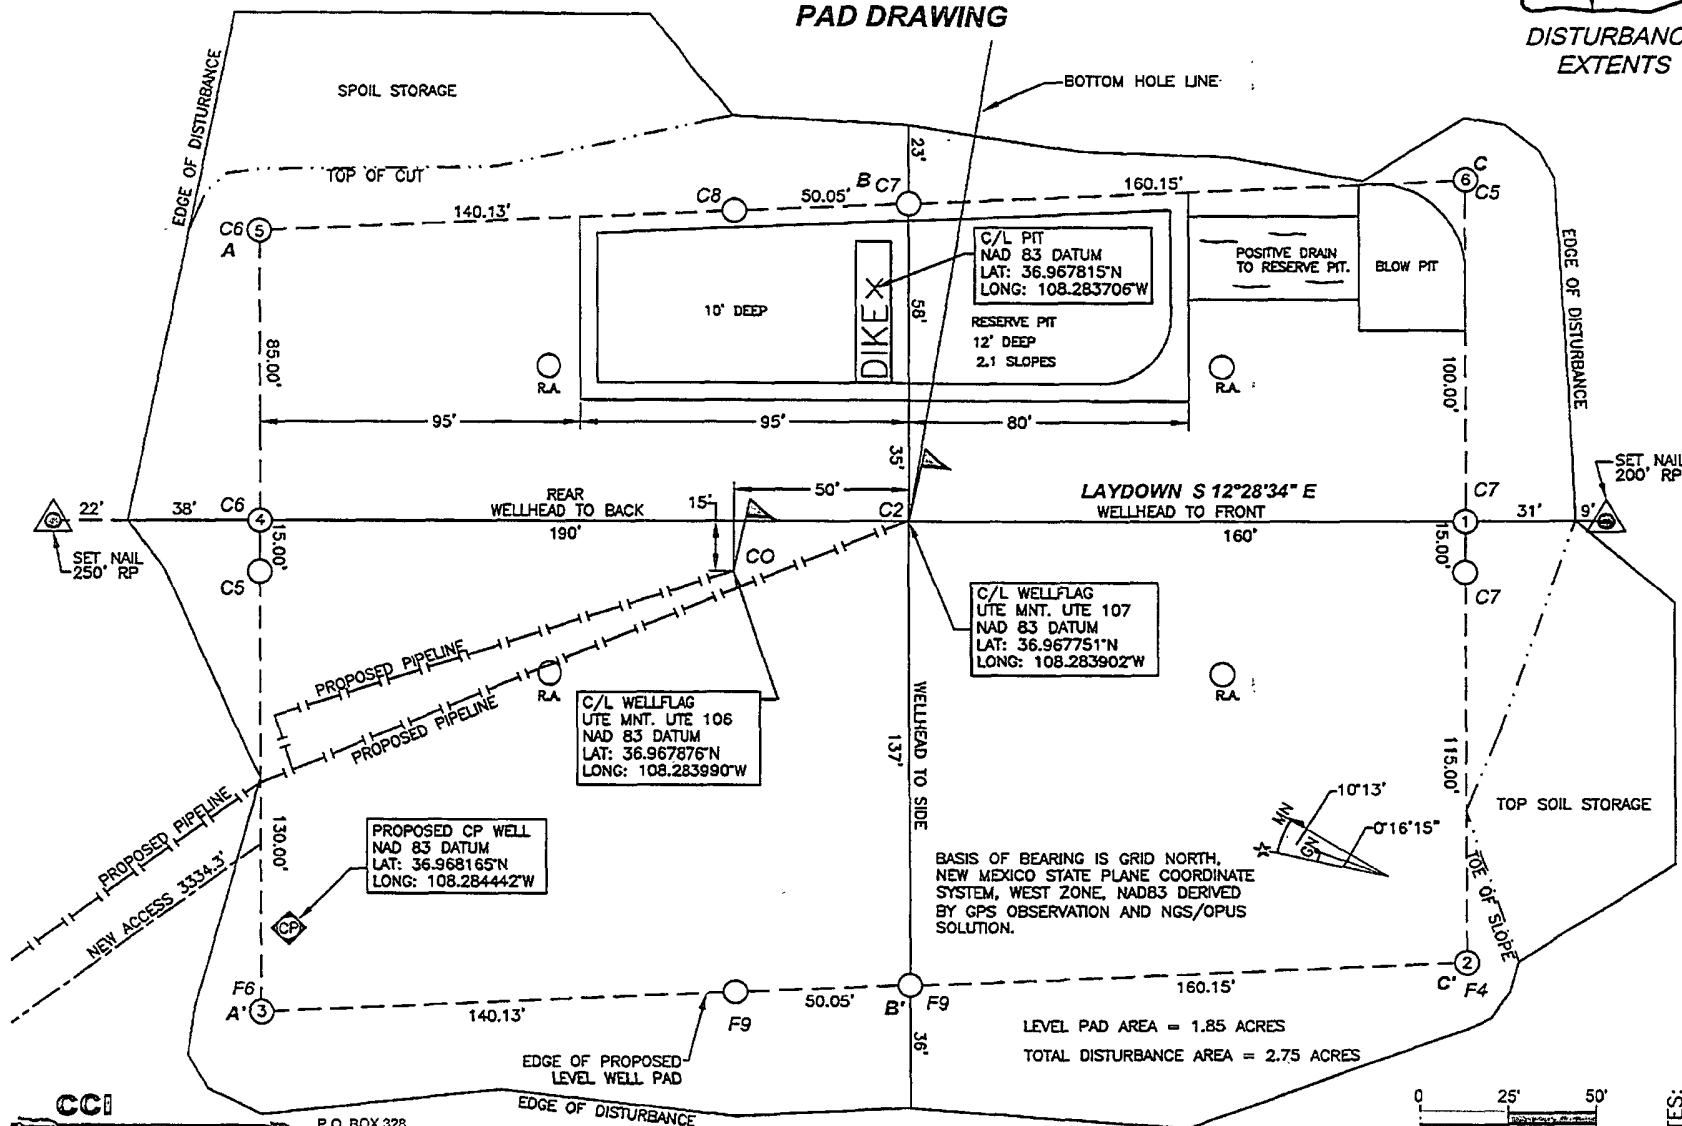 PAD DRAWING
DISTURBANC
EXTENTS
BOTTOM HOLE LINE
SPOIL STORAGE
EDGE OF DISTURBANCE
TOP OF CUT
23'
B C7
C8
50.05'
160.15'
140.13'
6
C
C5
C6
5
A
C/L PIT
NAD 83 DATUM
LAT: 36.967815°N
LONG: 108.283706°W
POSITIVE DRAIN
TO RESERVE PIT.
BLOW PIT
EDGE OF DISTURBANCE
10' DEEP
DIKE X
58'
RESERVE PIT
12' DEEP
2.1 SLOPES
85.00'
R.A.
R.A.
100.00'
95'
95'
80'
35'
SET NAIL
200' RP
22'
38'
C6
4
REAR
WELLHEAD TO BACK
190'
15'
50'
C2
LAYDOWN S 12°28'34" E
WELLHEAD TO FRONT
160'
C7
1
31'
9'
SET NAIL
250' RP
15.00'
C5
CO
15.00'
C7
C/L WELLFLAG
UTE MNT. UTE 107
NAD 83 DATUM
LAT: 36.967751°N
LONG: 108.283902°W
PROPOSED PIPELINE
PROPOSED PIPELINE
R.A.
R.A.
C/L WELLFLAG
UTE MNT. UTE 106
NAD 83 DATUM
LAT: 36.967876°N
LONG: 108.283990°W
WELLHEAD TO SIDE
137'
115.00'
TOP SOIL STORAGE
PROPOSED PIPELINE
NEW ACCESS 3334.3'
130.00'
PROPOSED CP WELL
NAD 83 DATUM
LAT: 36.968165°N
LONG: 108.284442°W
CP
MN
GN
10°13'
0°16'15"
BASIS OF BEARING IS GRID NORTH,
NEW MEXICO STATE PLANE COORDINATE
SYSTEM, WEST ZONE, NAD83 DERIVED
BY GPS OBSERVATION AND NGS/OPUS
SOLUTION.
TOE OF SLOPE
F6
A' 3
140.13'
F9
50.05'
B'
F9
160.15'
2
C'
F4
36'
LEVEL PAD AREA = 1.85 ACRES
TOTAL DISTURBANCE AREA = 2.75 ACRES
EDGE OF PROPOSED
LEVEL WELL PAD
EDGE OF DISTURBANCE
CCI
P.O. BOX 328
0 25' 50'
TES: